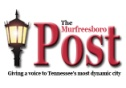 The
Murfreesboro
Post
Giving a voice to Tennessee's most dynamic city